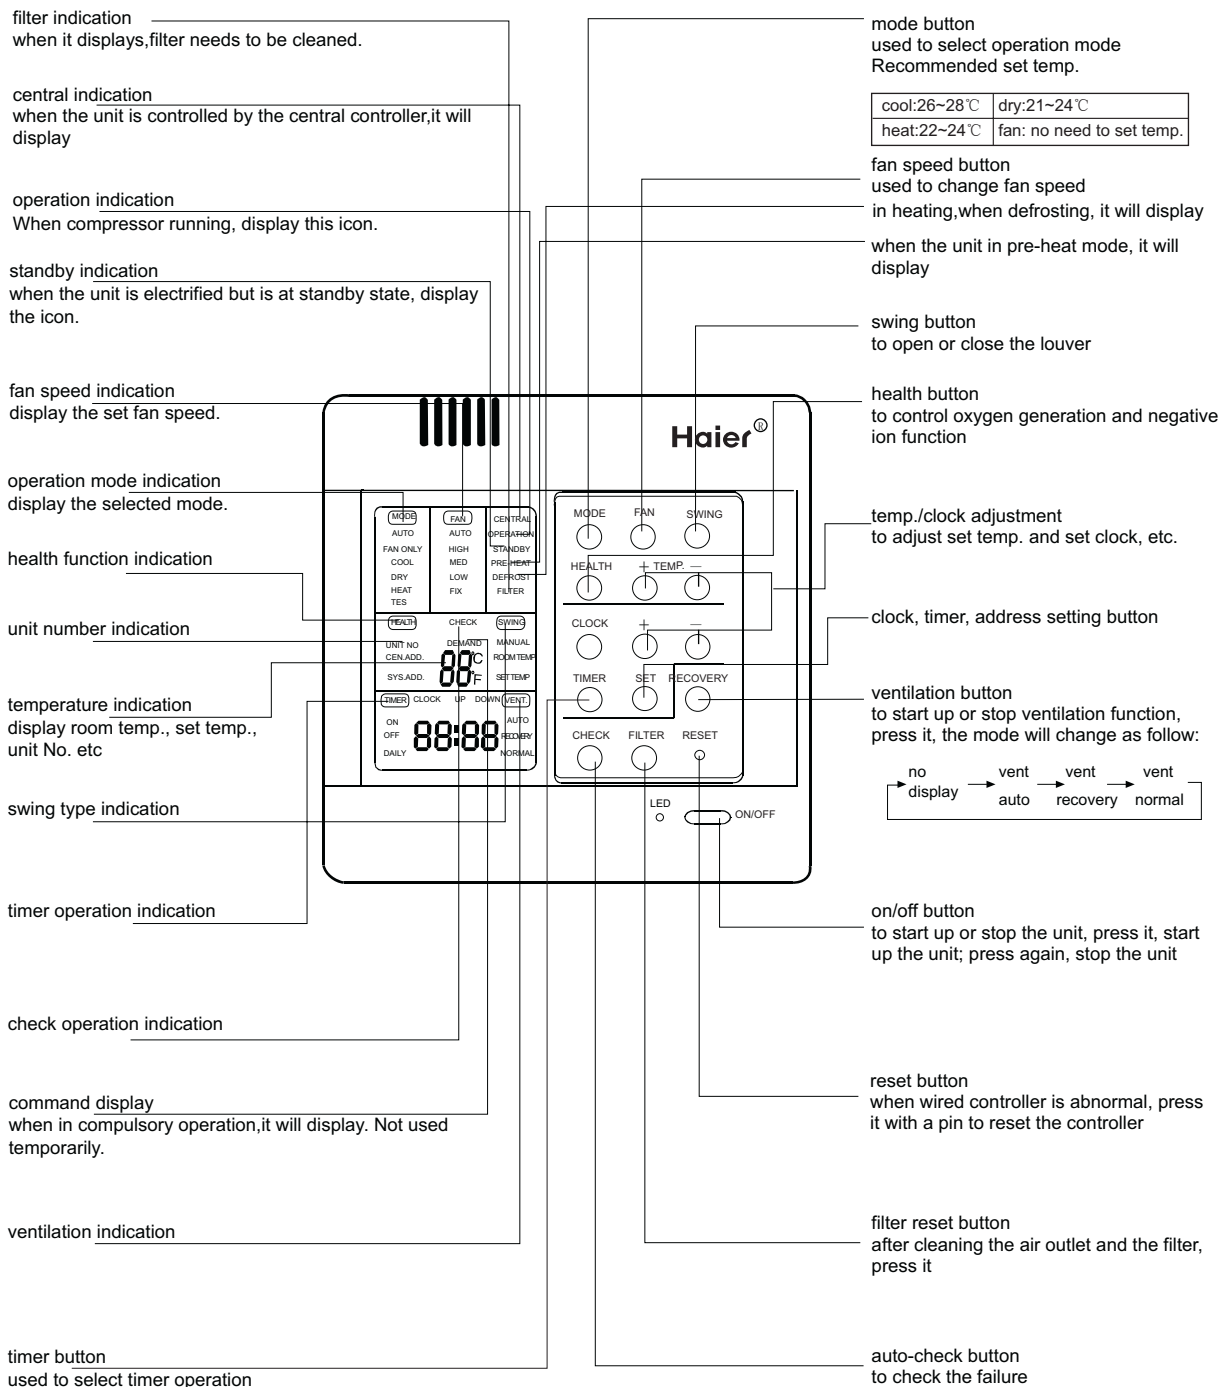 filter indication
when it displays,filter needs to be cleaned.
central indication
when the unit is controlled by the central controller,it will
display
operation indication
When compressor running, display this icon.
standby indication
when the unit is electrified but is at standby state, display
the icon.
fan speed indication
display the set fan speed.
operation mode indication
display the selected mode.
health function indication
unit number indication
temperature indication
display room temp., set temp.,
unit No. etc
swing type indication
timer operation indication
check operation indication
command display
when in compulsory operation,it will display. Not used
temporarily.
ventilation indication
timer button
used to select timer operation
Haier®
MODE
AUTO
FAN ONLY
COOL
DRY
HEAT
TES
FAN
AUTO
HIGH
MED
LOW
FIX
CENTRAL
OPERATION
STANDBY
PRE-HEAT
DEFROST
FILTER
HEALTH
CHECK
SWING
UNIT NO
DEMAND
MANUAL
CEN.ADD.
88°C
ROOM TEMP
SYS.ADD.
°F
SET TEMP
TIMER
CLOCK
UP
DOWN
VENT.
ON
OFF
DAILY
88:88
AUTO
RECOVERY
NORMAL
MODE
FAN
SWING
HEALTH
+ TEMP. −
CLOCK
+
−
TIMER
SET
RECOVERY
CHECK
FILTER
RESET
LED
ON/OFF
mode button
used to select operation mode
Recommended set temp.
cool:26~28℃ dry:21~24℃
heat:22~24℃ fan: no need to set temp.
fan speed button
used to change fan speed
in heating,when defrosting, it will display
when the unit in pre-heat mode, it will
display
swing button
to open or close the louver
health button
to control oxygen generation and negative
ion function
temp./clock adjustment
to adjust set temp. and set clock, etc.
clock, timer, address setting button
ventilation button
to start up or stop ventilation function,
press it, the mode will change as follow:
no
display
vent
auto
vent
recovery
vent
normal
on/off button
to start up or stop the unit, press it, start
up the unit; press again, stop the unit
reset button
when wired controller is abnormal, press
it with a pin to reset the controller
filter reset button
after cleaning the air outlet and the filter,
press it
auto-check button
to check the failure